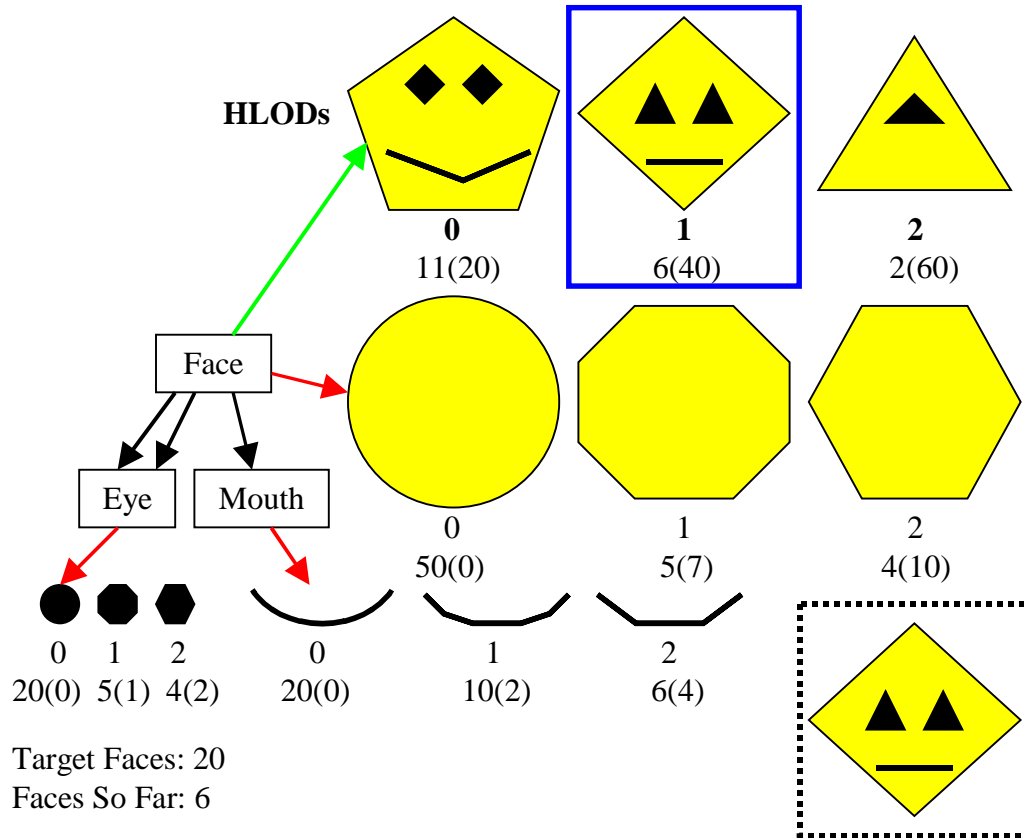 HLODs
0 1 2
11(20) 6(40) 2(60)
Face
Eye Mouth
0 1 2
50(0) 5(7) 4(10)
0 1 2 0 1 2
20(0) 5(1) 4(2) 20(0) 10(2) 6(4)
Target Faces: 20
Faces So Far: 6